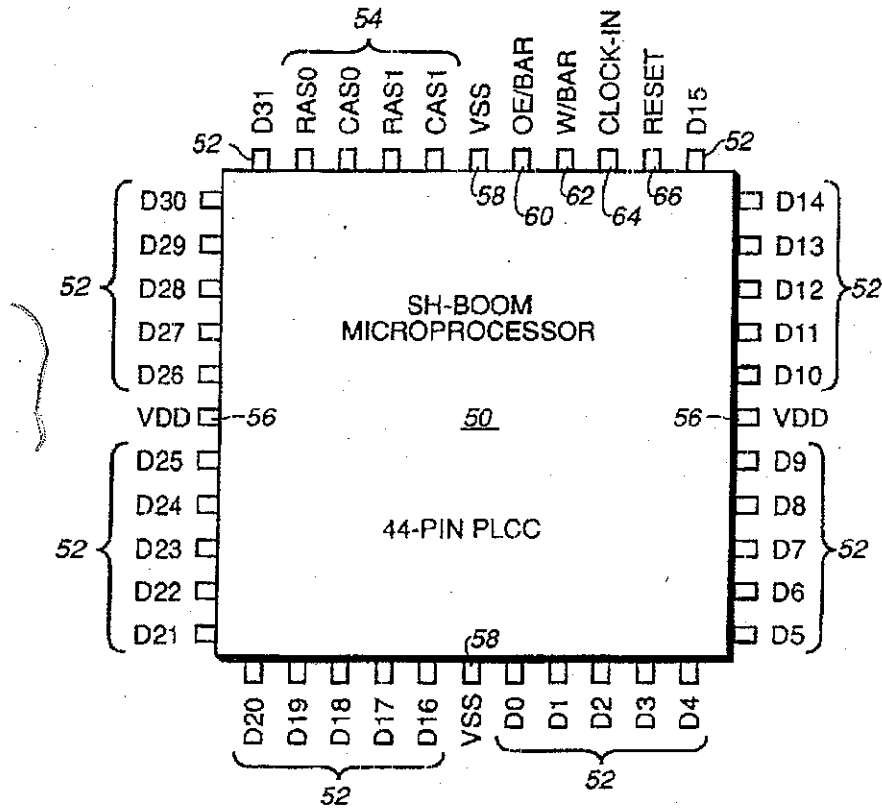 54
D31 RAS0 CAS0 RAS1 CAS1 VSS OE/BAR W/BAR CLOCK-IN RESET D15
52 52
58 60 62 64 66
D30 D14
D29 D13
52 D28 D12 52
D27 D11
D26 D10
SH-BOOM
MICROPROCESSOR
VDD 56 50 56 VDD
D25 D9
D24 D8
44-PIN PLCC
52 D23 D7 52
D22 D6
D21 D5
58
D20 D19 D18 D17 D16 VSS D0 D1 D2 D3 D4
52 52